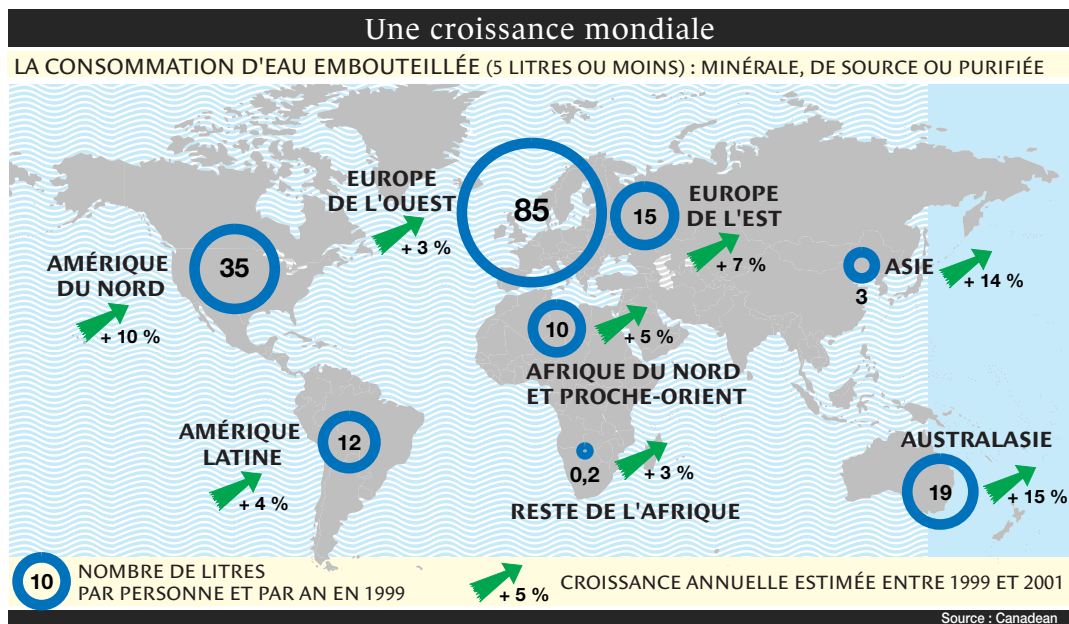 Une croissance mondiale
LA CONSOMMATION D'EAU EMBOUTEILLÉE (5 LITRES OU MOINS) : MINÉRALE, DE SOURCE OU PURIFIÉE
EUROPE
DE L'OUEST
+ 3 %
85
15
EUROPE
DE L'EST
+ 7 %
AMÉRIQUE
DU NORD
+ 10 %
35
ASIE
3
+ 14 %
10
+ 5 %
AFRIQUE DU NORD
ET PROCHE-ORIENT
AMÉRIQUE
LATINE
+ 4 %
12
0,2
+ 3 %
RESTE DE L'AFRIQUE
AUSTRALASIE
19
+ 15 %
10
NOMBRE DE LITRES
PAR PERSONNE ET PAR AN EN 1999
+ 5 %
CROISSANCE ANNUELLE ESTIMÉE ENTRE 1999 ET 2001
Source : Canadean